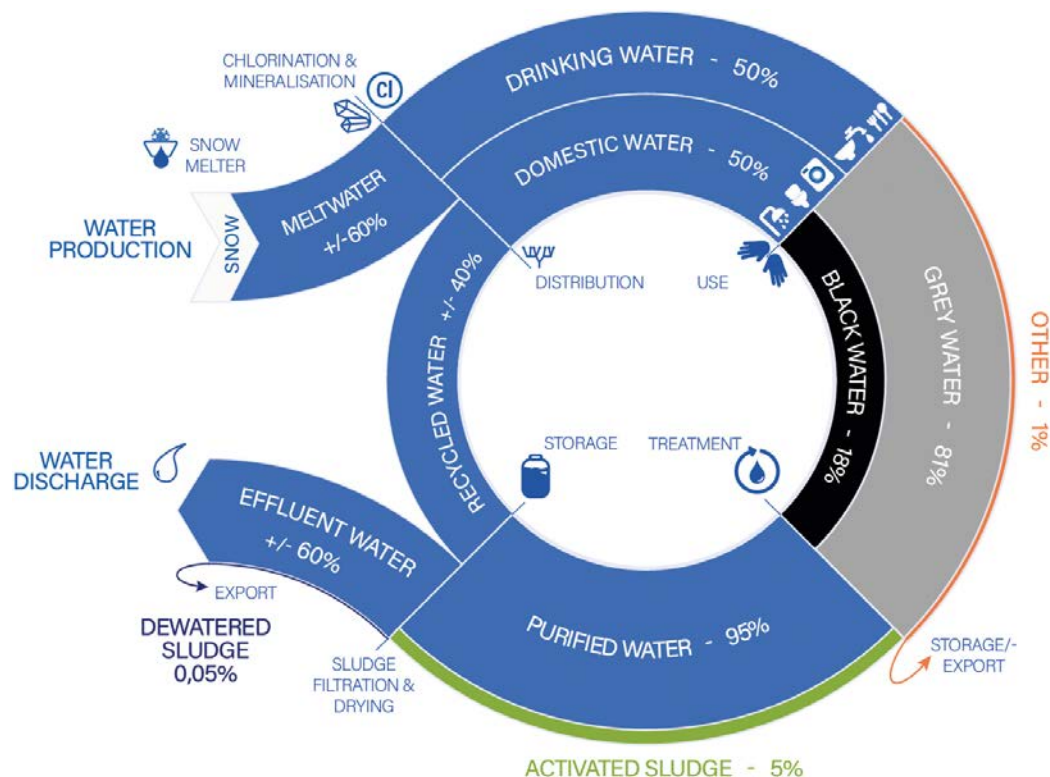 CHLORINATION &
MINERALISATION
Cl
DRINKING WATER - 50%
DOMESTIC WATER - 50%
SNOW
MELTER
WATER
PRODUCTION
SNOW
MELTWATER
+/-60%
DISTRIBUTION
USE
RECYCLED WATER +/- 40%
BLACK WATER - 18%
GREY WATER - 81%
OTHER - 1%
STORAGE
TREATMENT
WATER
DISCHARGE
EFFLUENT WATER
+/- 60%
EXPORT
DEWATERED
SLUDGE
0,05%
SLUDGE
FILTRATION &
DRYING
PURIFIED WATER - 95%
STORAGE/-
EXPORT
ACTIVATED SLUDGE - 5%